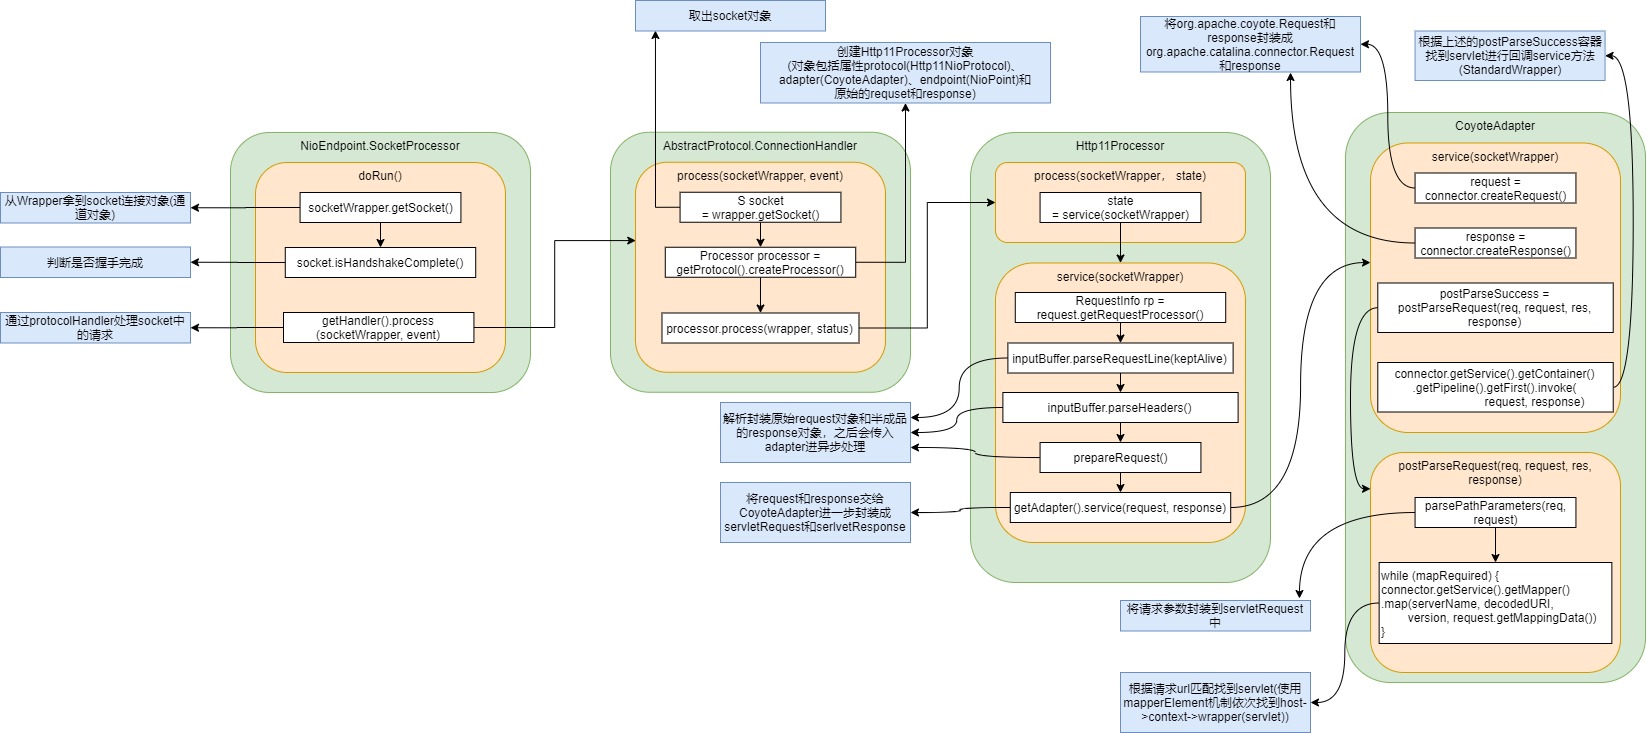 取出socket对象
创建Http11Processor对象
(对象包括属性protocol(Http11NioProtocol)、
adapter(CoyoteAdapter)、endpoint(NioPoint)和
原始的requset和response)
将org.apache.coyote.Request和
response封装成
org.apache.catalina.connector.Request
和response
根据上述的postParseSuccess容器
找到servlet进行回调service方法
(StandardWrapper)
NioEndpoint.SocketProcessor
doRun()
socketWrapper.getSocket()
socket.isHandshakeComplete()
getHandler().process
(socketWrapper, event)
从Wrapper拿到socket连接对象(通
道对象)
判断是否握手完成
通过protocolHandler处理socket中
的请求
AbstractProtocol.ConnectionHandler
process(socketWrapper, event)
S socket
= wrapper.getSocket()
Processor processor =
getProtocol().createProcessor()
processor.process(wrapper, status)
Http11Processor
process(socketWrapper， state)
state
= service(socketWrapper)
service(socketWrapper)
RequestInfo rp =
request.getRequestProcessor()
inputBuffer.parseRequestLine(keptAlive)
inputBuffer.parseHeaders()
prepareRequest()
getAdapter().service(request, response)
解析封装原始request对象和半成品
的response对象，之后会传入
adapter进异步处理
将request和response交给
CoyoteAdapter进一步封装成
servletRequest和serlvetResponse
CoyoteAdapter
service(socketWrapper)
request =
connector.createRequest()
response =
connector.createResponse()
postParseSuccess =
postParseRequest(req, request, res,
response)
connector.getService().getContainer()
.getPipeline().getFirst().invoke(
request, response)
postParseRequest(req, request, res,
response)
parsePathParameters(req,
request)
while (mapRequired) {
connector.getService().getMapper()
.map(serverName, decodedURI,
version, request.getMappingData())
}
将请求参数封装到servletRequest
中
根据请求url匹配找到servlet(使用
mapperElement机制依次找到host-
>context->wrapper(servlet))